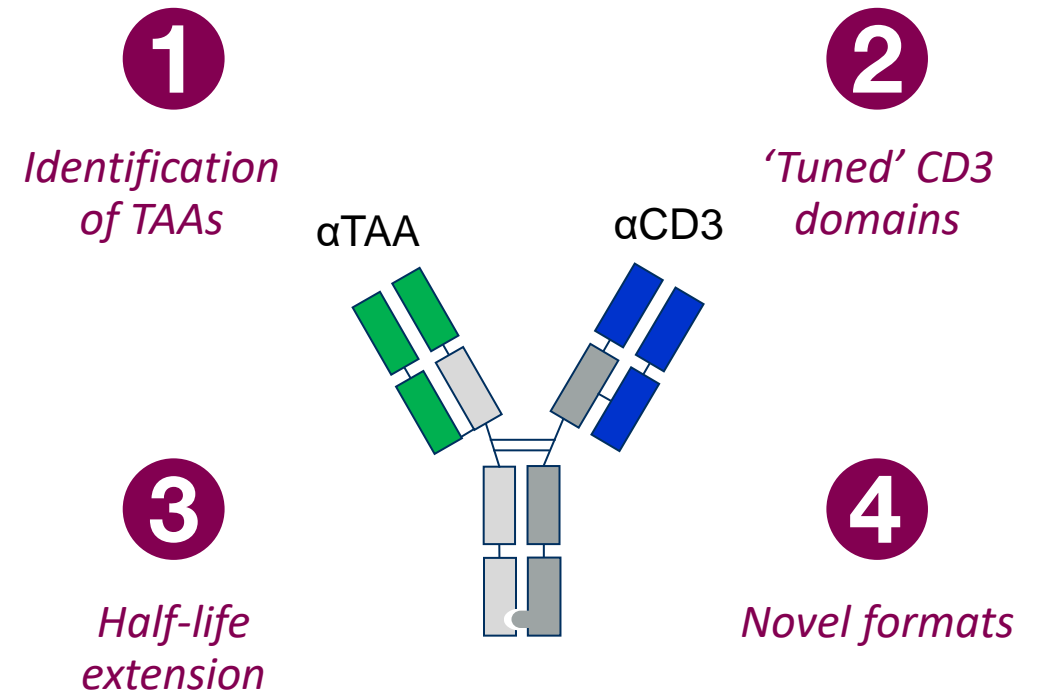 1
Identification
of TAAs
2
‘Tuned’ CD3
domains
αTAA
αCD3
3
Half-life
extension
4
Novel formats